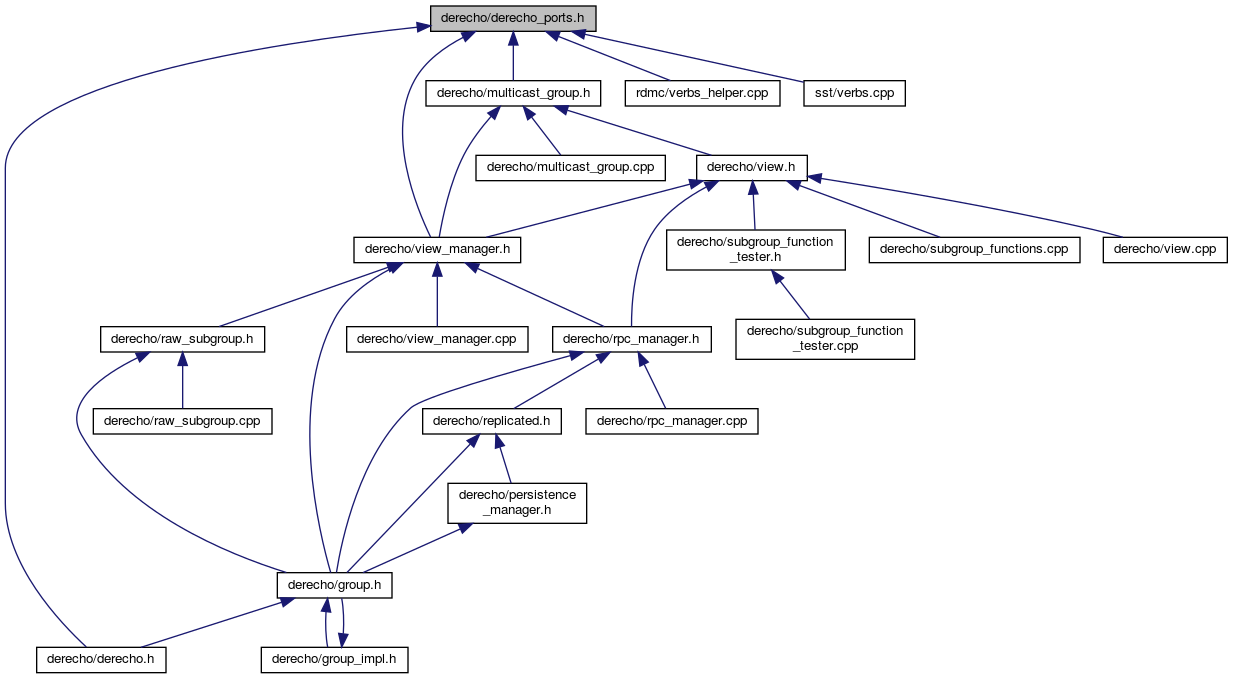 derecho/derecho_ports.h
derecho/multicast_group.h
rdmc/verbs_helper.cpp
sst/verbs.cpp
derecho/multicast_group.cpp
derecho/view.h
derecho/view_manager.h
derecho/subgroup_function
_tester.h
derecho/subgroup_functions.cpp
derecho/view.cpp
derecho/raw_subgroup.h
derecho/view_manager.cpp
derecho/rpc_manager.h
derecho/subgroup_function
_tester.cpp
derecho/raw_subgroup.cpp
derecho/replicated.h
derecho/rpc_manager.cpp
derecho/persistence
_manager.h
derecho/group.h
derecho/derecho.h
derecho/group_impl.h